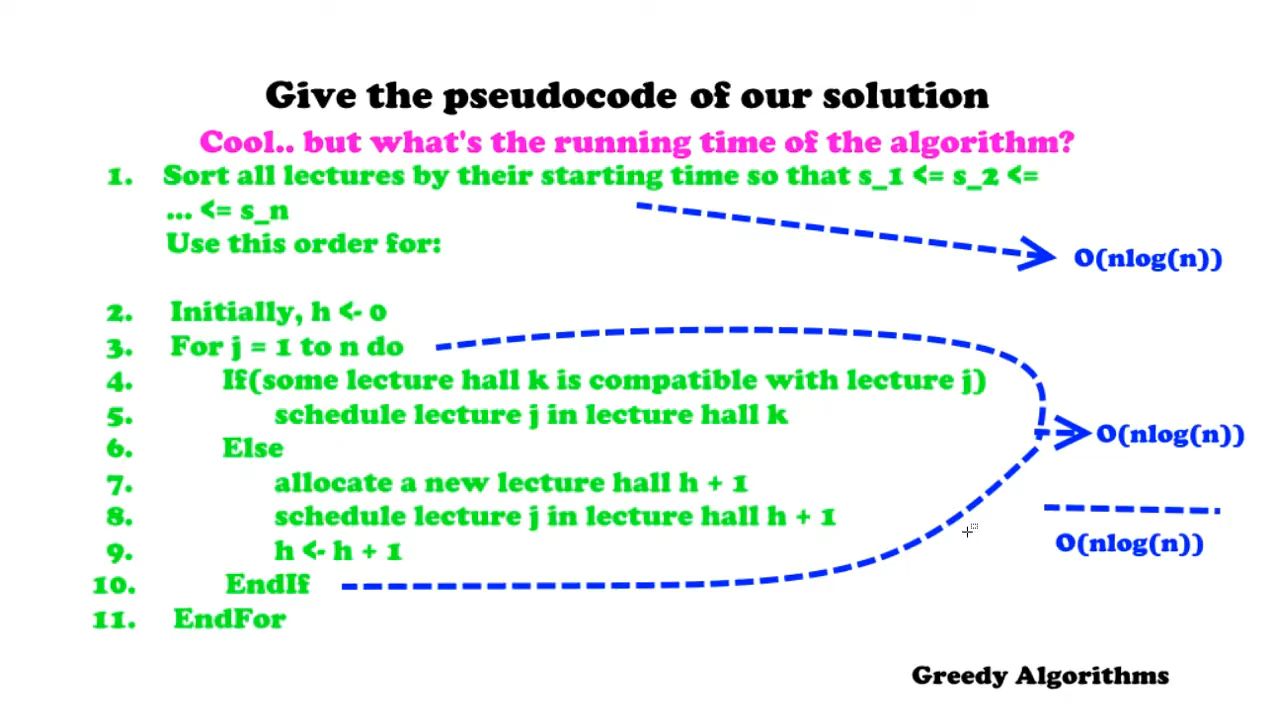 Give the pseudocode of our solution
Cool.. but what's the running time of the algorithm?
1. Sort all lectures by their starting time so that s_1 <= s_2 <=
... <= s_n
Use this order for:
O(nlog(n))
2. Initially, h <- 0
3. For j = 1 to n do
4. If(some lecture hall k is compatible with lecture j)
5. schedule lecture j in lecture hall k
O(nlog(n))
6. Else
7. allocate a new lecture hall h + 1
8. schedule lecture j in lecture hall h + 1
O(nlog(n))
9. h <- h + 1
10. EndIf
11. EndFor
Greedy Algorithms